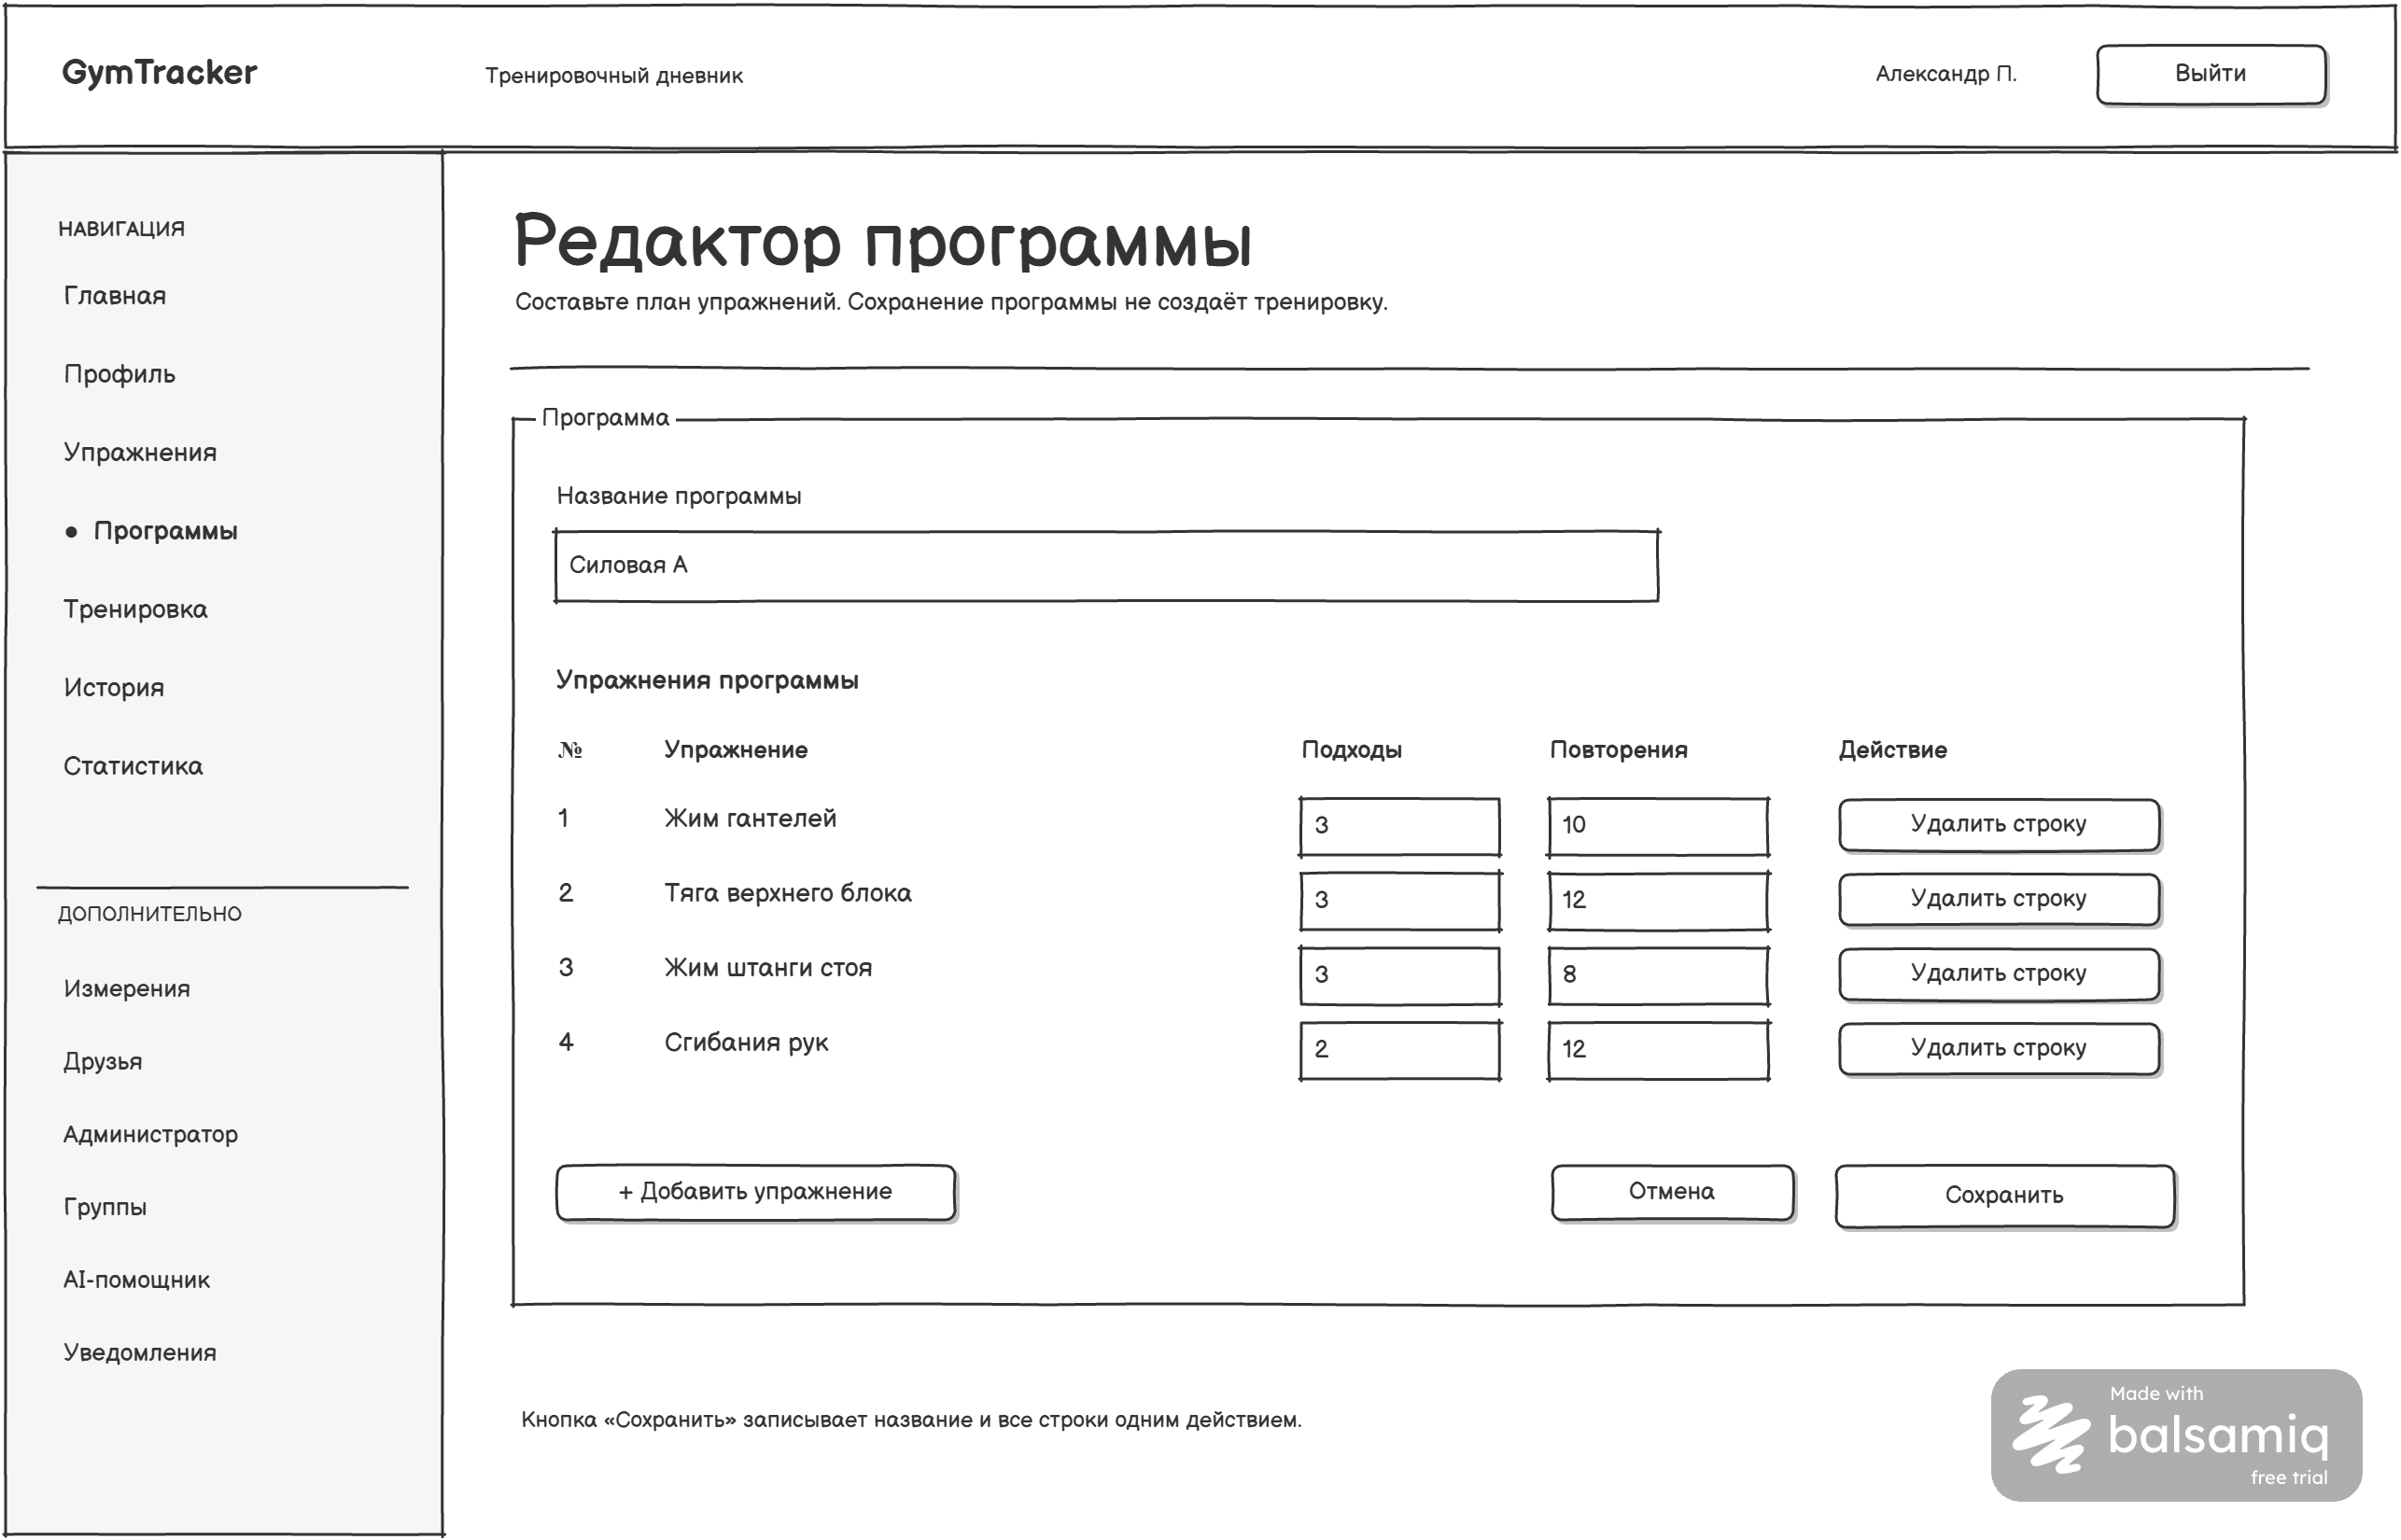 GymTracker
Тренировочный дневник
Александр П.
Выйти
НАВИГАЦИЯ
Главная
Профиль
Упражнения
Программы
Тренировка
История
Статистика
ДОПОЛНИТЕЛЬНО
Измерения
Друзья
Администратор
Группы
AI-помощник
Уведомления
Редактор программы
Составьте план упражнений. Сохранение программы не создаёт тренировку.
Программа
Название программы
Силовая А
Упражнения программы
№ Упражнение Подходы Повторения Действие
1 Жим гантелей 3 10 Удалить строку
2 Тяга верхнего блока 3 12 Удалить строку
3 Жим штанги стоя 3 8 Удалить строку
4 Сгибания рук 2 12 Удалить строку
+ Добавить упражнение Отмена Сохранить
Кнопка «Сохранить» записывает название и все строки одним действием.
Made with
balsamiq
free trial